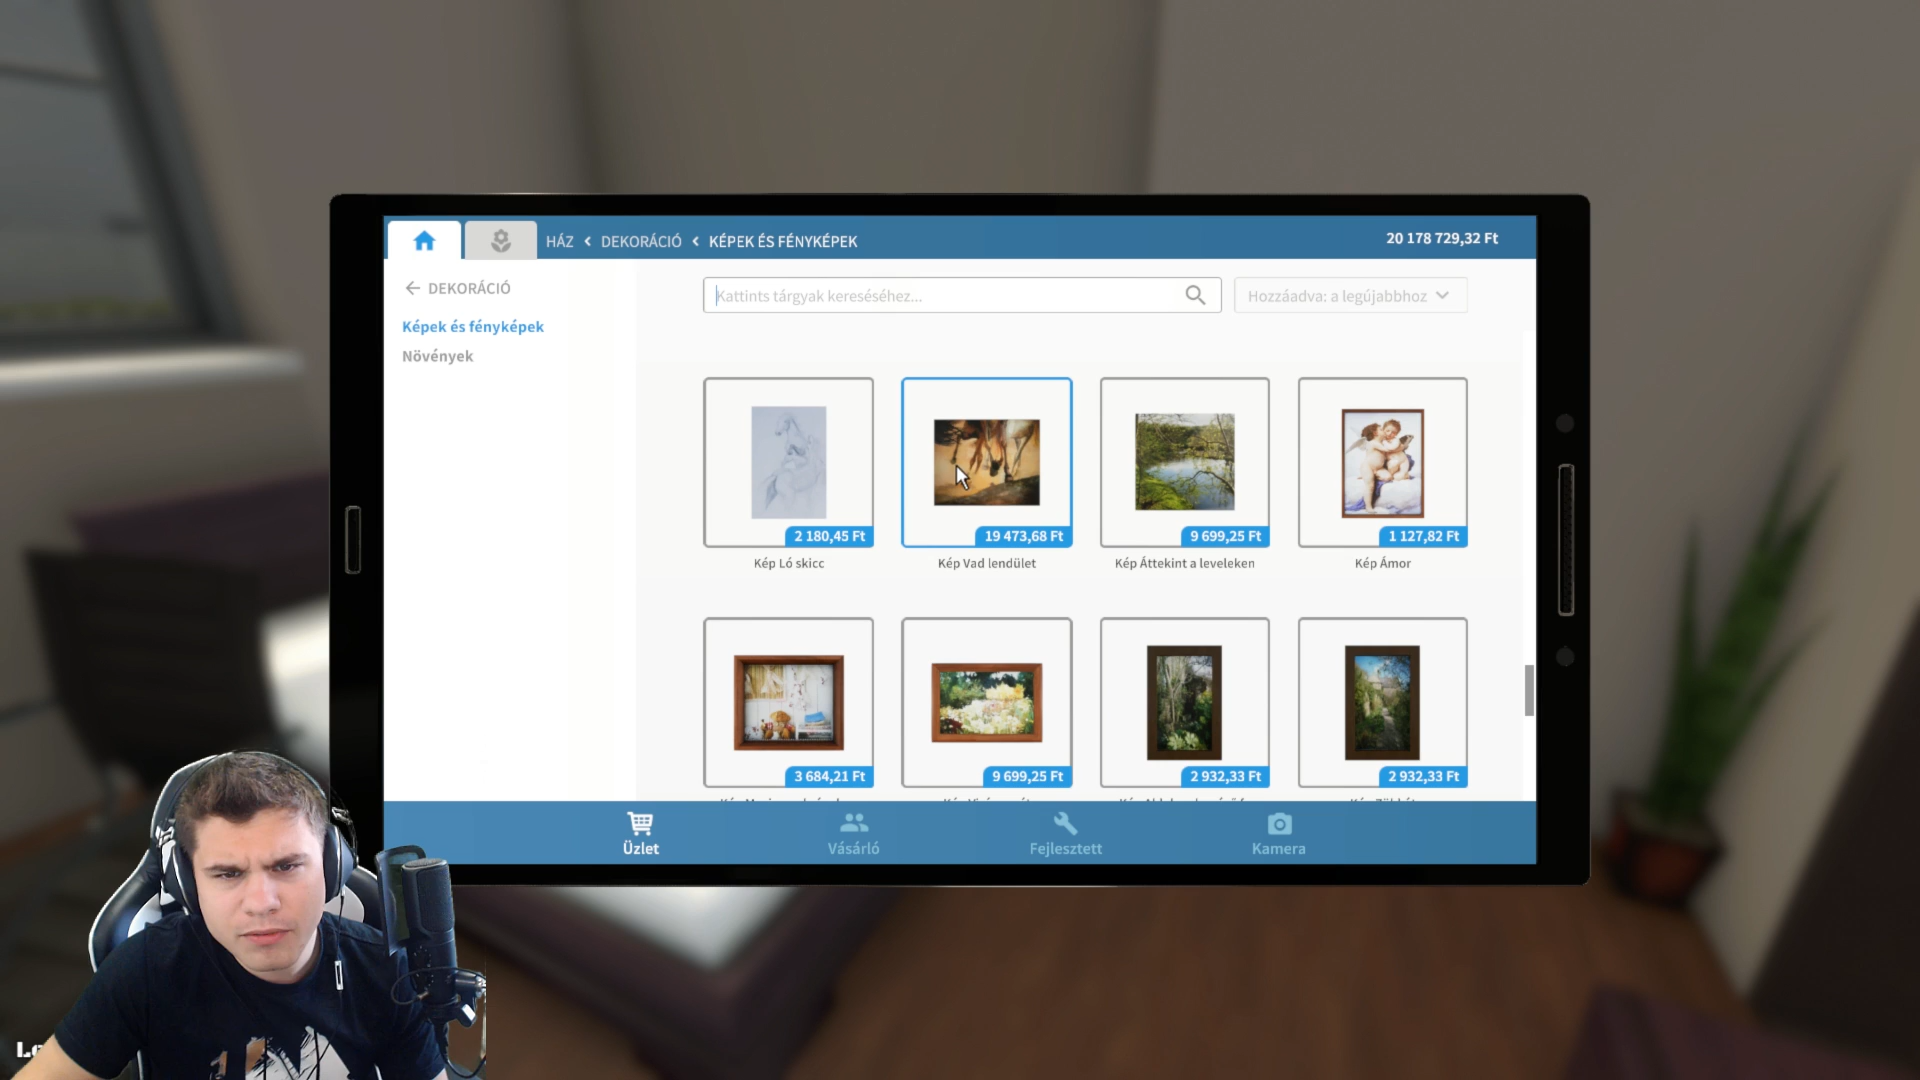 HÁZ < DEKORÁCIÓ < KÉPEK ÉS FÉNYKÉPEK
20 178 729,32 Ft
← DEKORÁCIÓ
Képek és fényképek
Növények
Kattints tárgyak kereséséhez...
Hozzáadva: a legújabbhoz
2 180,45 Ft
19 473,68 Ft
9 699,25 Ft
1 127,82 Ft
Kép Ló skicc
Kép Vad lendület
Kép Áttekint a leveleken
Kép Ámor
3 684,21 Ft
9 699,25 Ft
2 932,33 Ft
2 932,33 Ft
Üzlet
Vásárló
Fejlesztett
Kamera